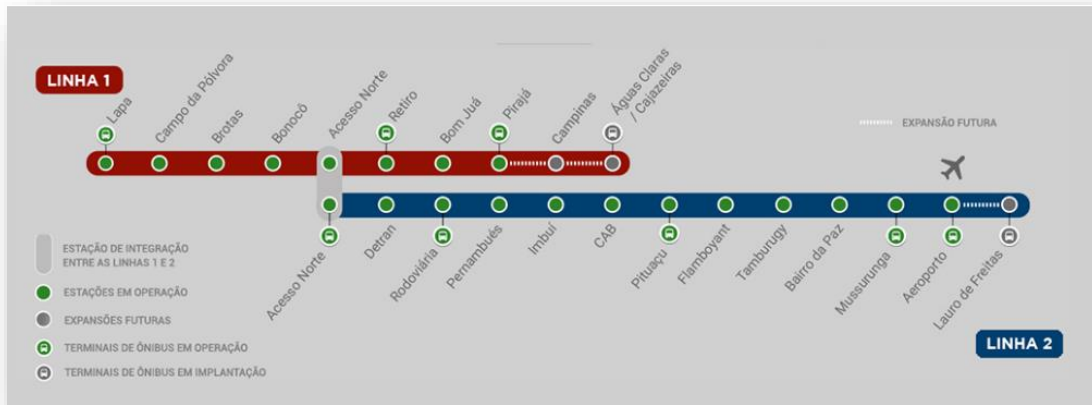 LINHA 1
Lapa
Campo da Pólvora
Brotas
Bonocô
Acesso Norte
Retiro
Bom Juá
Pirajá
Campinas
Águas Claras
/ Cajazeiras
EXPANSÃO FUTURA
Acesso Norte
Detran
Rodoviária
Pernambués
Imbuí
CAB
Pituaçu
Flamboyant
Tamburugy
Bairro da Paz
Mussurunga
Aeroporto
Lauro de Freitas
LINHA 2
ESTAÇÃO DE INTEGRAÇÃO
ENTRE AS LINHAS 1 E 2
ESTAÇÕES EM OPERAÇÃO
EXPANSÕES FUTURAS
TERMINAIS DE ÔNIBUS EM OPERAÇÃO
TERMINAIS DE ÔNIBUS EM IMPLANTAÇÃO